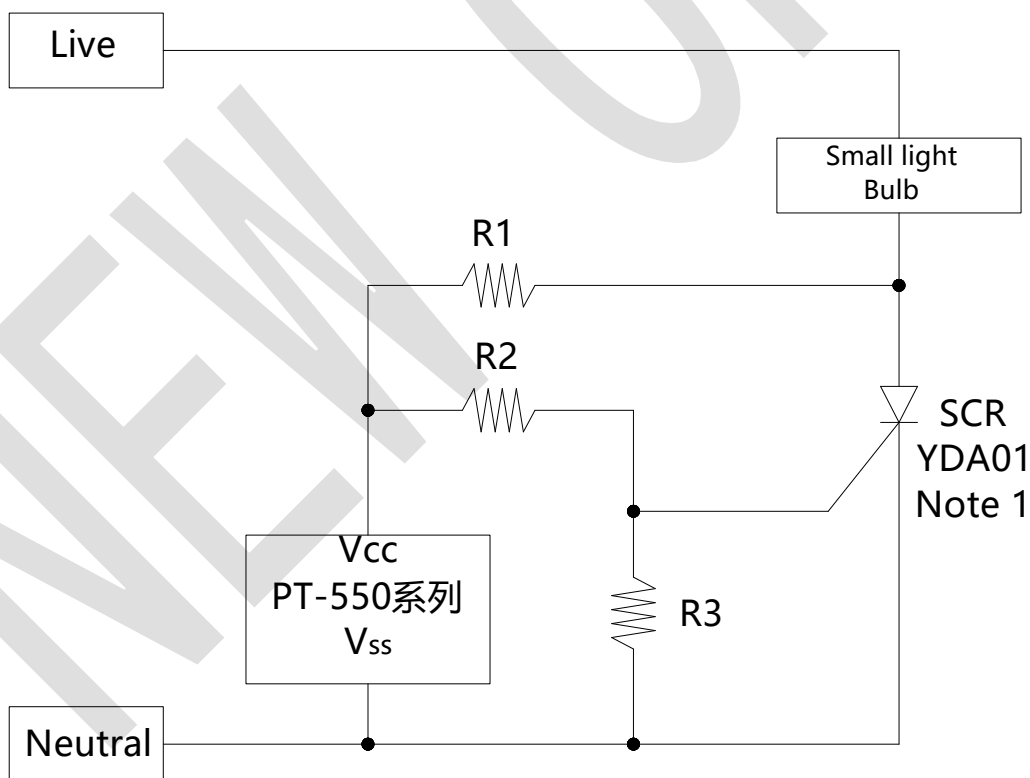 Live
Small light
Bulb
R1
R2
SCR
YDA01
Note 1
Vcc
PT-550系列
Vss
R3
Neutral
NEW